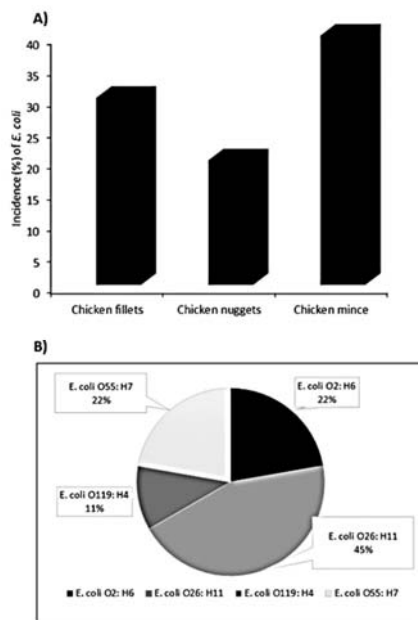 A)
Incidence (%) of E. coli
40
35
30
25
20
15
10
5
0
Chicken fillets
Chicken nuggets
Chicken mince
B)
E. coli O55: H7
22%
E. coli O2: H6
22%
E. coli O119: H4
11%
E. coli O26: H11
45%
E. coli O2: H6
E. coli O26: H11
E. coli O119: H4
E. coli O55: H7